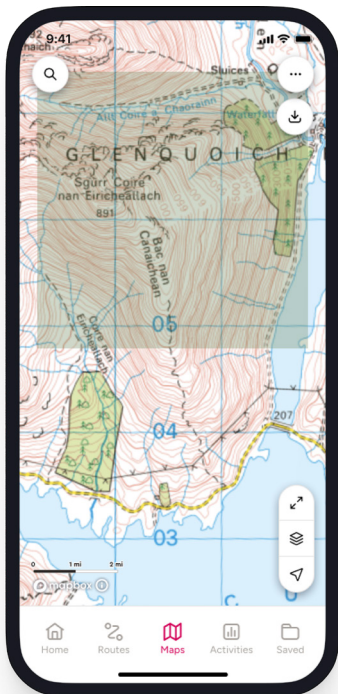 9:41
Sluices
Allt Coire a' Chaorainn
Waterfall
GLENQUOICH
Sgùrr Coire
nan Eiricheallach
891
Bac nan
Canaichean
Coire nan
Eiricheallach
05
04
207
03
0 1 mi 2 mi
mapbox
Home Routes Maps Activities Saved